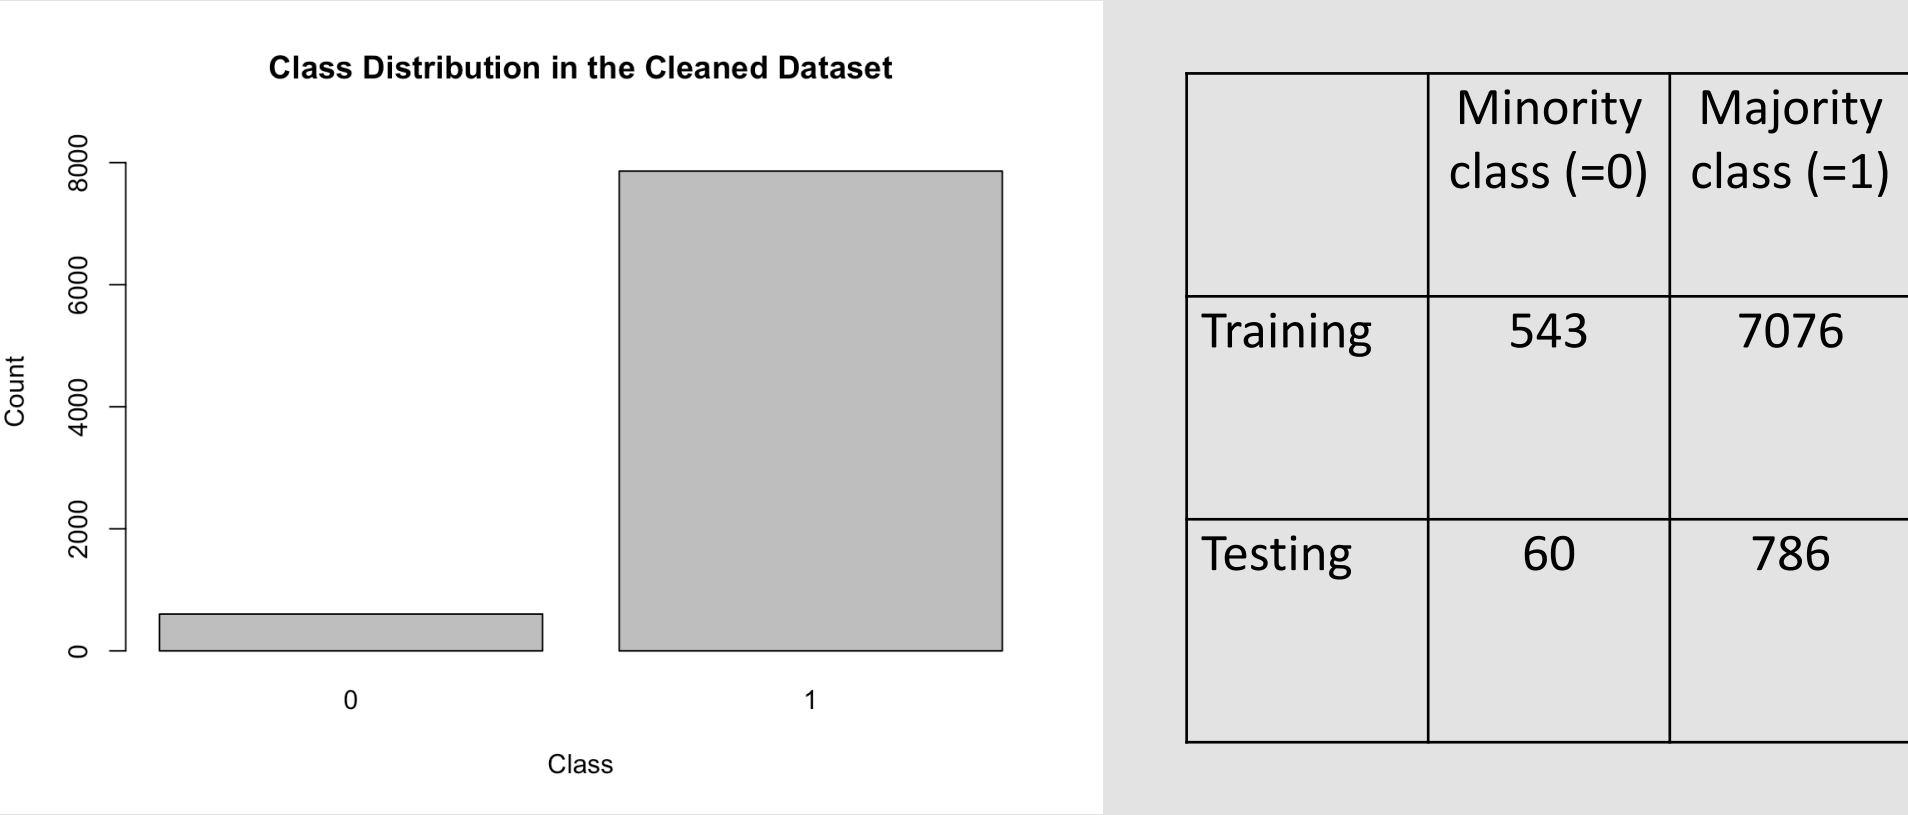 Class Distribution in the Cleaned Dataset
8000
6000
4000
2000
0
Count
0
1
Class
Minority
class (=0)
Majority
class (=1)
Training
543
7076
Testing
60
786